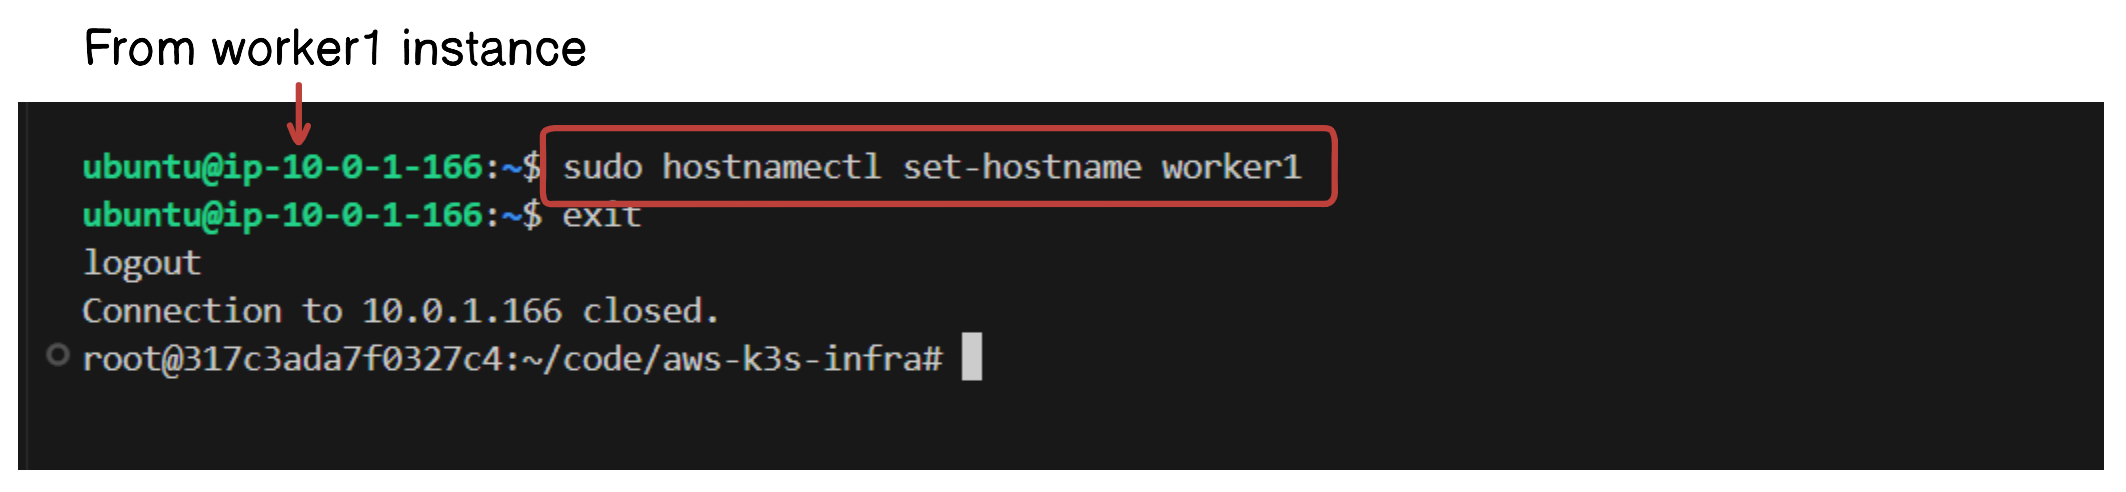 From worker1 instance
ubuntu@ip-10-0-1-166:~$ sudo hostnamectl set-hostname worker1
ubuntu@ip-10-0-1-166:~$ exit
logout
Connection to 10.0.1.166 closed.
root@317c3ada7f0327c4:~/code/aws-k3s-infra#